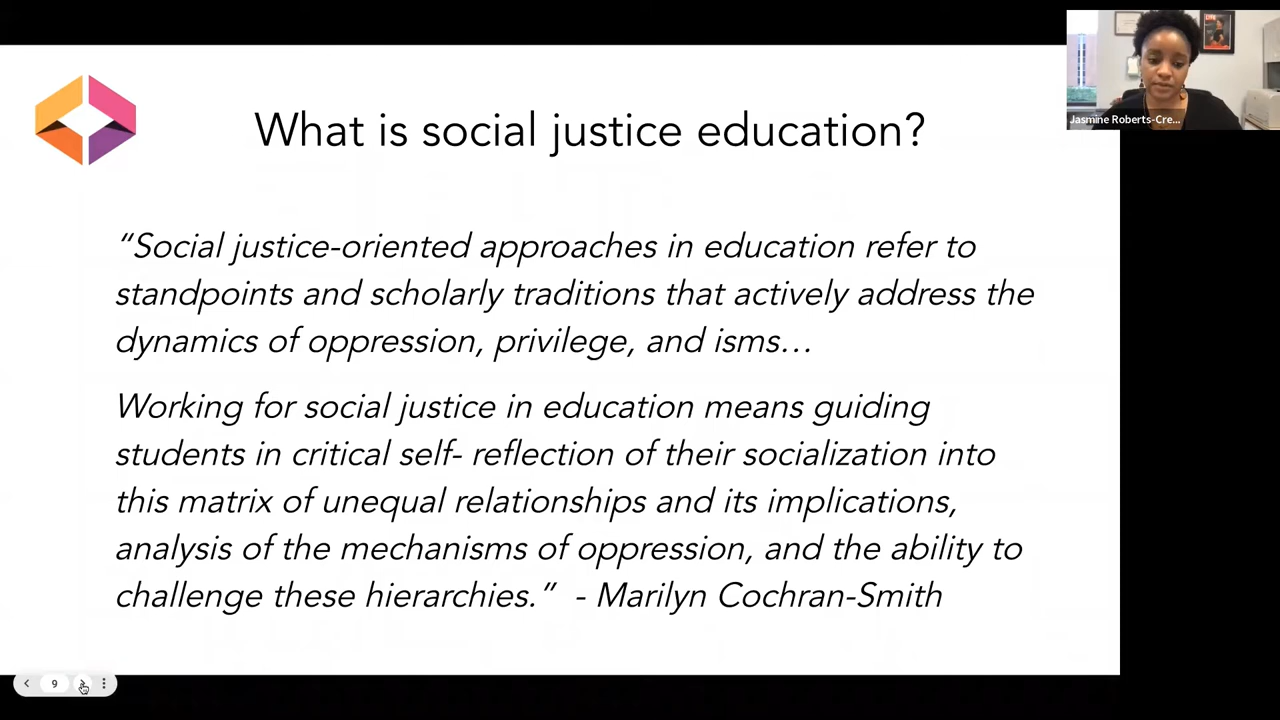 What is social justice education?
“Social justice-oriented approaches in education refer to
standpoints and scholarly traditions that actively address the
dynamics of oppression, privilege, and isms…
Working for social justice in education means guiding
students in critical self- reflection of their socialization into
this matrix of unequal relationships and its implications,
analysis of the mechanisms of oppression, and the ability to
challenge these hierarchies.” - Marilyn Cochran-Smith
Jasmine Roberts-Cre...
9